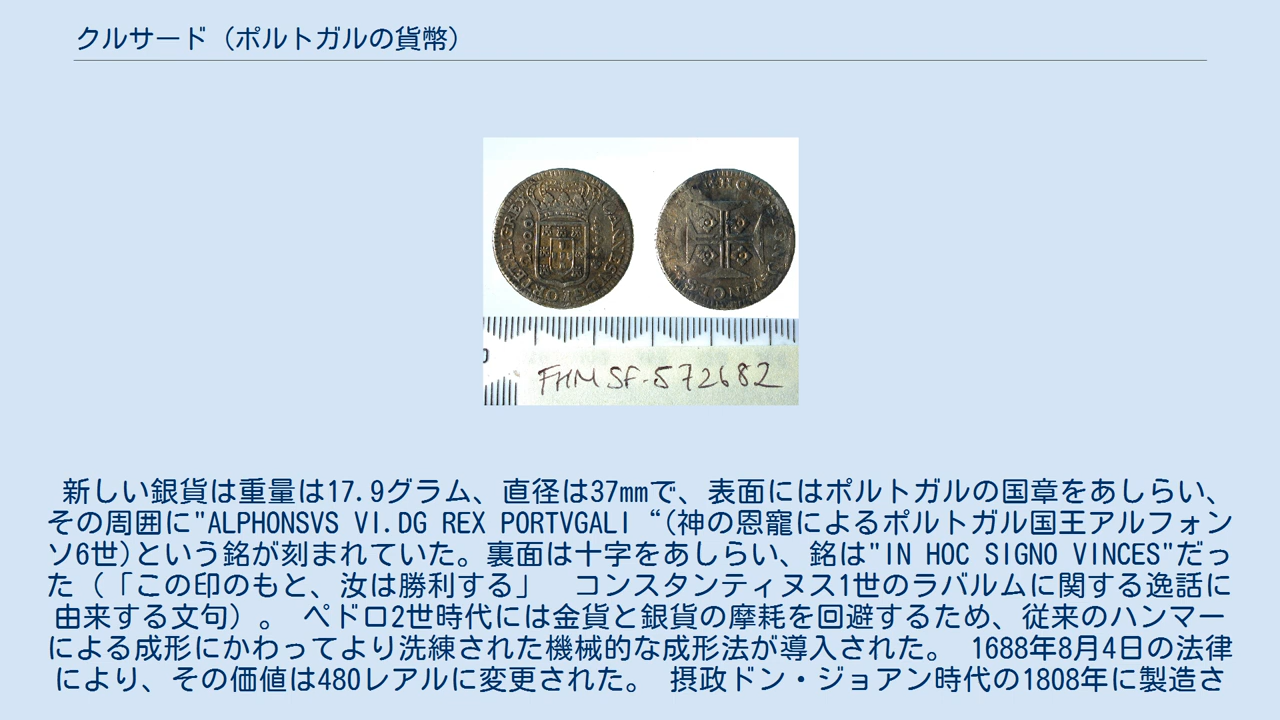 クルサード（ポルトガルの貨幣）
FHMSF-572682
新しい銀貨は重量は17.9グラム、直径は37mmで、表面にはポルトガルの国章をあしらい、
その周囲に"ALPHONSVS VI.DG REX PORTVGALI “(神の恩寵によるポルトガル国王アルフォン
ソ6世)という銘が刻まれていた。裏面は十字をあしらい、銘は"IN HOC SIGNO VINCES"だっ
た（「この印のもと、汝は勝利する」　コンスタンティヌス1世のラバルムに関する逸話に
由来する文句）。 ペドロ2世時代には金貨と銀貨の摩耗を回避するため、従来のハンマー
による成形にかわってより洗練された機械的な成形法が導入された。 1688年8月4日の法律
により、その価値は480レアルに変更された。 摂政ドン・ジョアン時代の1808年に製造さ